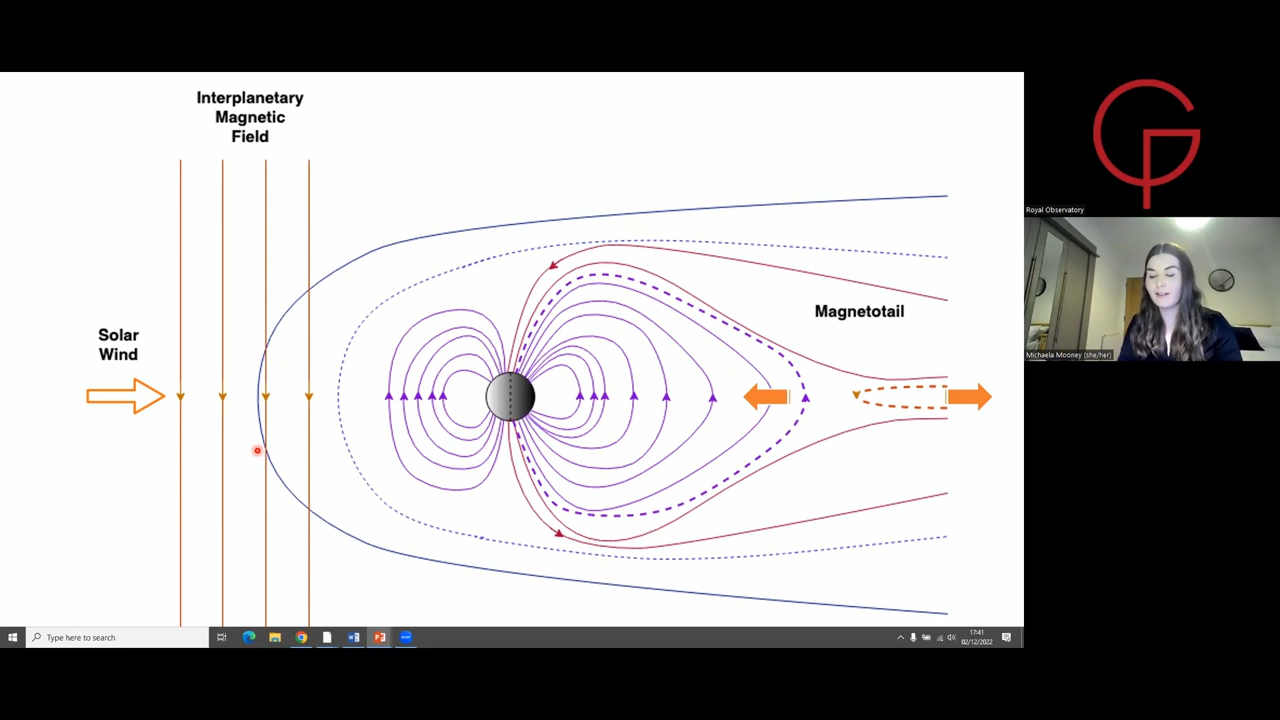 Interplanetary
Magnetic
Field
Solar
Wind
Magnetotail
Royal Observatory
Michaela Mooney (she/her)
Type here to search
17:41
02/12/2022